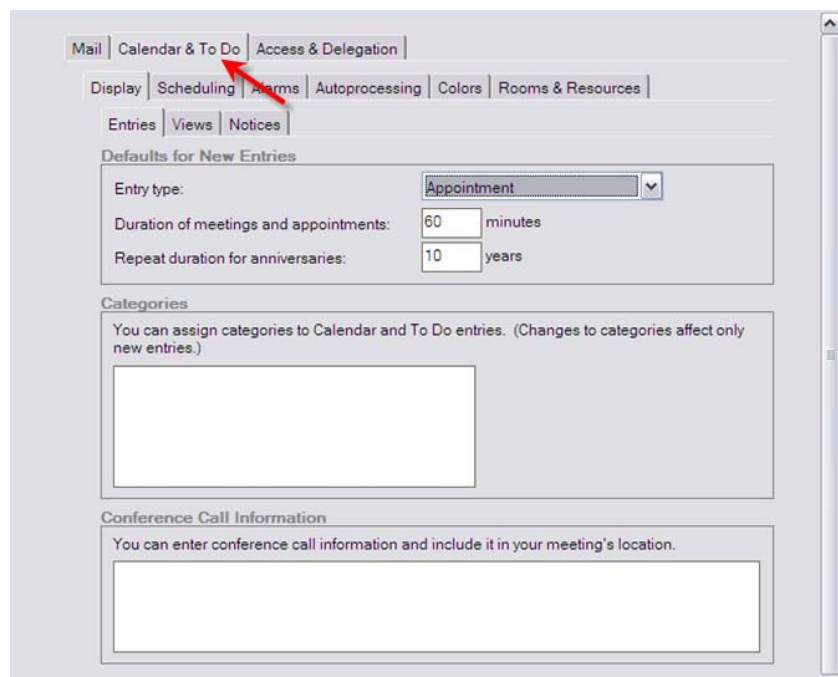 Mail Calendar & To Do Access & Delegation
Display Scheduling Alarms Autoprocessing Colors Rooms & Resources
Entries Views Notices
Defaults for New Entries
Entry type: Appointment
Duration of meetings and appointments: 60 minutes
Repeat duration for anniversaries: 10 years
Categories
You can assign categories to Calendar and To Do entries. (Changes to categories affect only
new entries.)
Conference Call Information
You can enter conference call information and include it in your meeting's location.